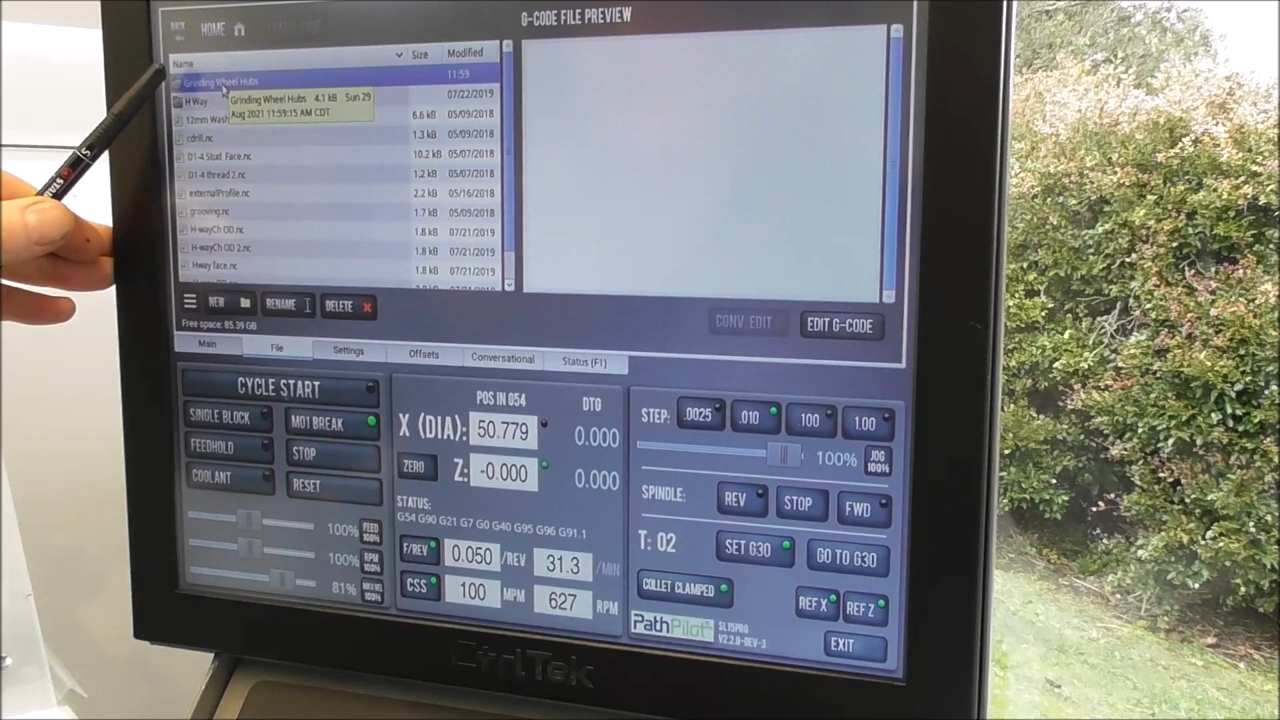 G-CODE FILE PREVIEW
BACK HOME
Name Size Modified
Grinding Wheel Hubs 11:59
H Way 07/22/2019
Grinding Wheel Hubs 4.1 kB Sun 29
Aug 2021 11:59:15 AM CDT
12mm Wash 6.6 kB 05/09/2018
cdrill.nc 1.3 kB 05/09/2018
D1-4 Stud Face.nc 10.2 kB 05/07/2018
D1-4 thread 2.nc 1.2 kB 05/07/2018
externalProfile.nc 2.2 kB 05/16/2018
grooving.nc 1.7 kB 05/09/2018
H-wayCh OD.nc 1.8 kB 07/21/2019
H-wayCh OD 2.nc 1.8 kB 07/21/2019
Hway face.nc 1.8 kB 07/21/2019
NEW RENAME DELETE
Free space: 85.39 GB
CONV EDIT EDIT G-CODE
Main File Settings Offsets Conversational Status (F1)
CYCLE START
SINGLE BLOCK M01 BREAK
FEEDHOLD STOP
COOLANT RESET
100% FEED 100%
100% RPM 100%
81% MAX VEL 100%
POS IN G54 DTG
X (DIA): 50.779 0.000
ZERO Z: -0.000 0.000
STATUS:
G54 G90 G21 G7 G0 G40 G95 G96 G91.1
F/REV 0.050 /REV 31.3 /MIN
CSS 100 MPM 627 RPM
STEP: .0025 .010 .100 1.00
100% JOG 100%
SPINDLE: REV STOP FWD
T: 02 SET G30 GO TO G30
COLLET CLAMPED REF X REF Z
PathPilot SL15PRO
V2.2.0-DEV-3
EXIT
CtrlTek